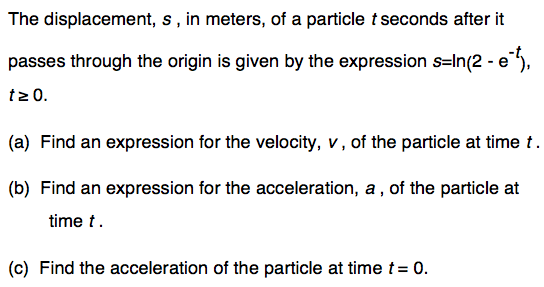 The displacement, s , in meters, of a particle t seconds after it
passes through the origin is given by the expression s=ln(2 - e⁻ᵗ),
t ≥ 0.
(a) Find an expression for the velocity, v , of the particle at time t .
(b) Find an expression for the acceleration, a , of the particle at
time t .
(c) Find the acceleration of the particle at time t = 0.